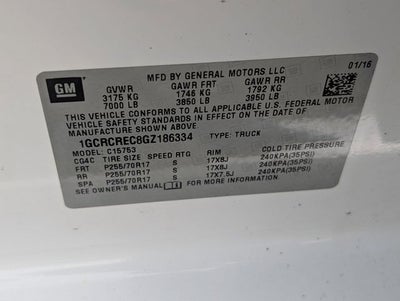 GM
MFD BY GENERAL MOTORS LLC
01/16
GVWR GAWR FRT GAWR RR
3175 KG 1746 KG 1792 KG
7000 LB 3850 LB 3950 LB
THIS VEHICLE CONFORMS TO ALL APPLICABLE U.S. FEDERAL MOTOR
VEHICLE SAFETY STANDARDS IN EFFECT ON THE DATE OF
MANUFACTURE SHOWN ABOVE.
1GCRCREC8GZ186334 TYPE: TRUCK
MODEL: C15753
CG4C TIRE SIZE SPEED RTG RIM COLD TIRE PRESSURE
FRT P255/70R17 S 17X8J 240KPA(35PSI)
RR P255/70R17 S 17X8J 240KPA(35PSI)
SPA P255/70R17 S 17X7.5J 240KPA(35PSI)
SEE OWNER'S MANUAL FOR MORE INFORMATION.